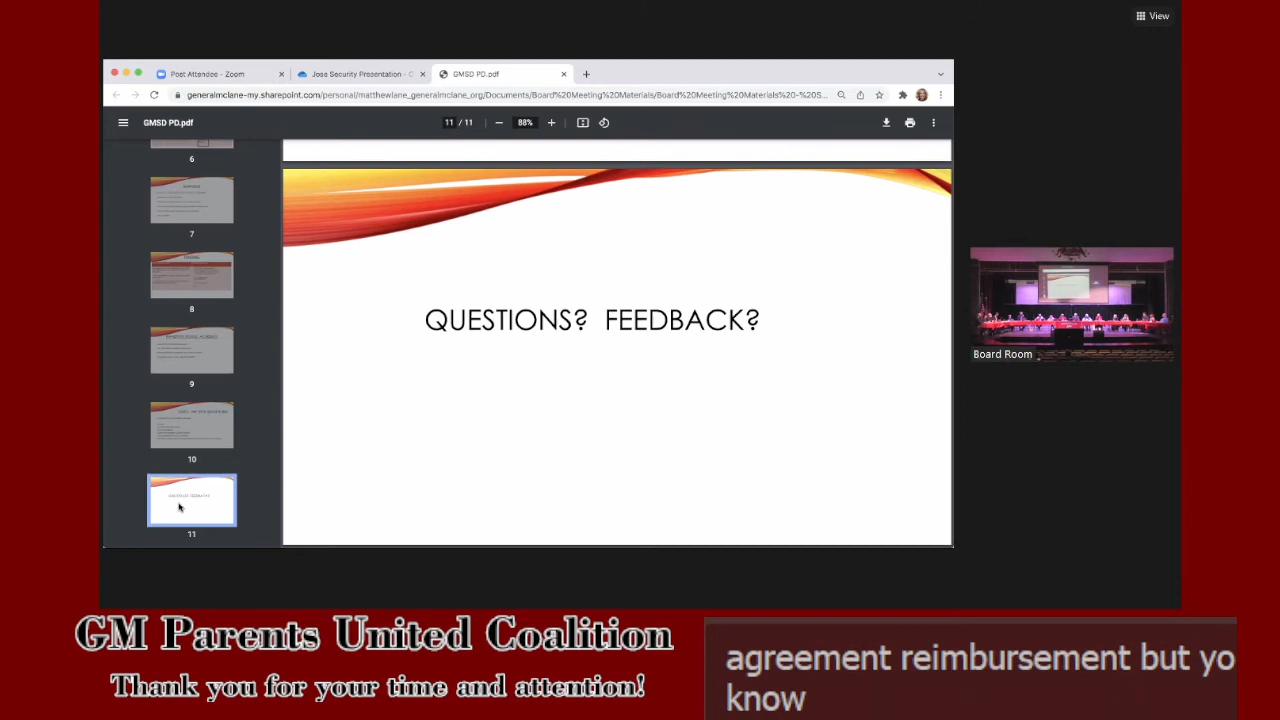 View
Post Attendee - Zoom
Jose Security Presentation - C
GMSD PD.pdf
generalmclane-my.sharepoint.com/personal/matthewlane_generalmclane_org/Documents/Board%20Meeting%20Materials/Board%20Meeting%20Materials%20-%20S...
GMSD PD.pdf
11 / 11
88%
6
7
8
9
10
11
QUESTIONS? FEEDBACK?
Board Room
GM Parents United Coalition
Thank you for your time and attention!
agreement reimbursement but yo
know